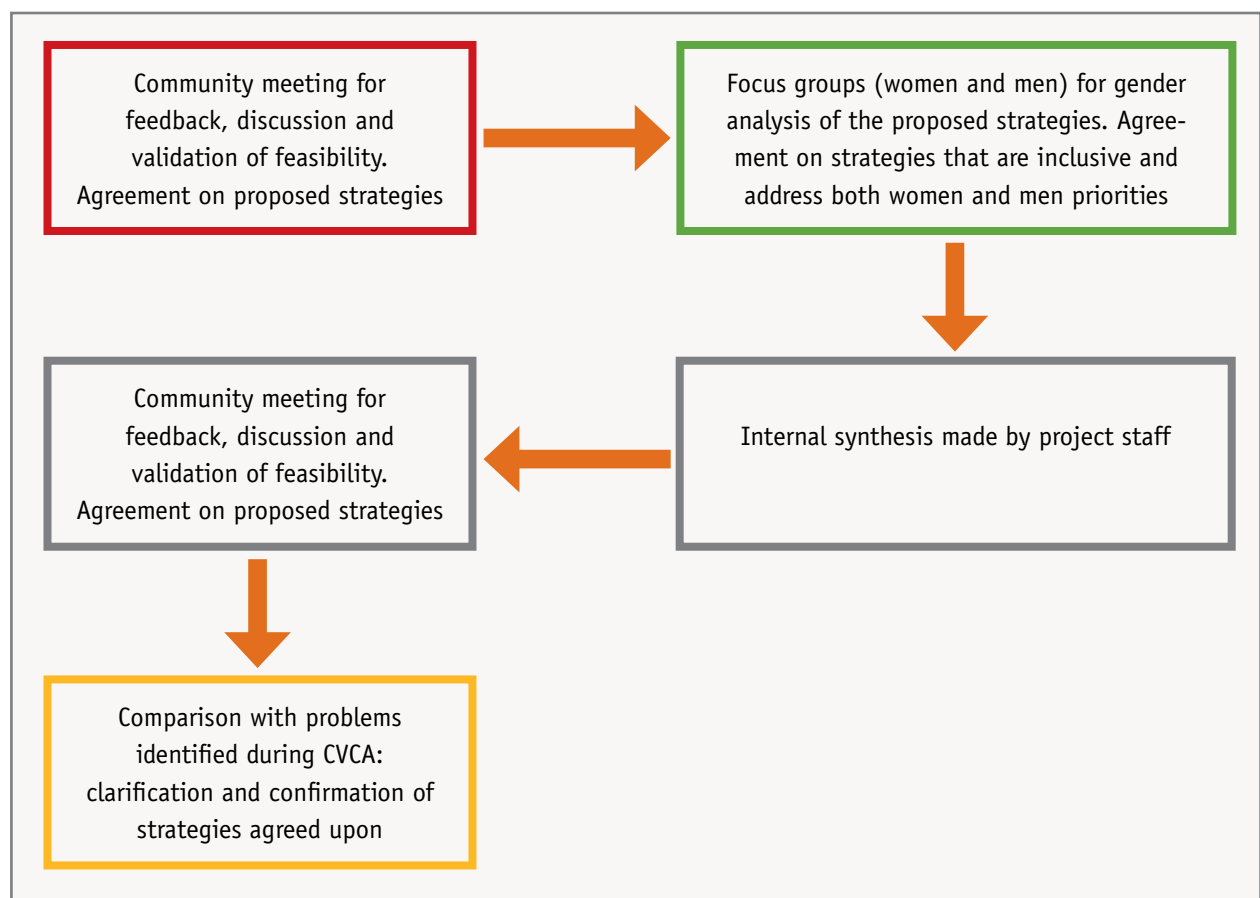 Community meeting for
feedback, discussion and
validation of feasibility.
Agreement on proposed strategies
Focus groups (women and men) for gender
analysis of the proposed strategies. Agree-
ment on strategies that are inclusive and
address both women and men priorities
Internal synthesis made by project staff
Community meeting for
feedback, discussion and
validation of feasibility.
Agreement on proposed strategies
Comparison with problems
identified during CVCA:
clarification and confirmation of
strategies agreed upon